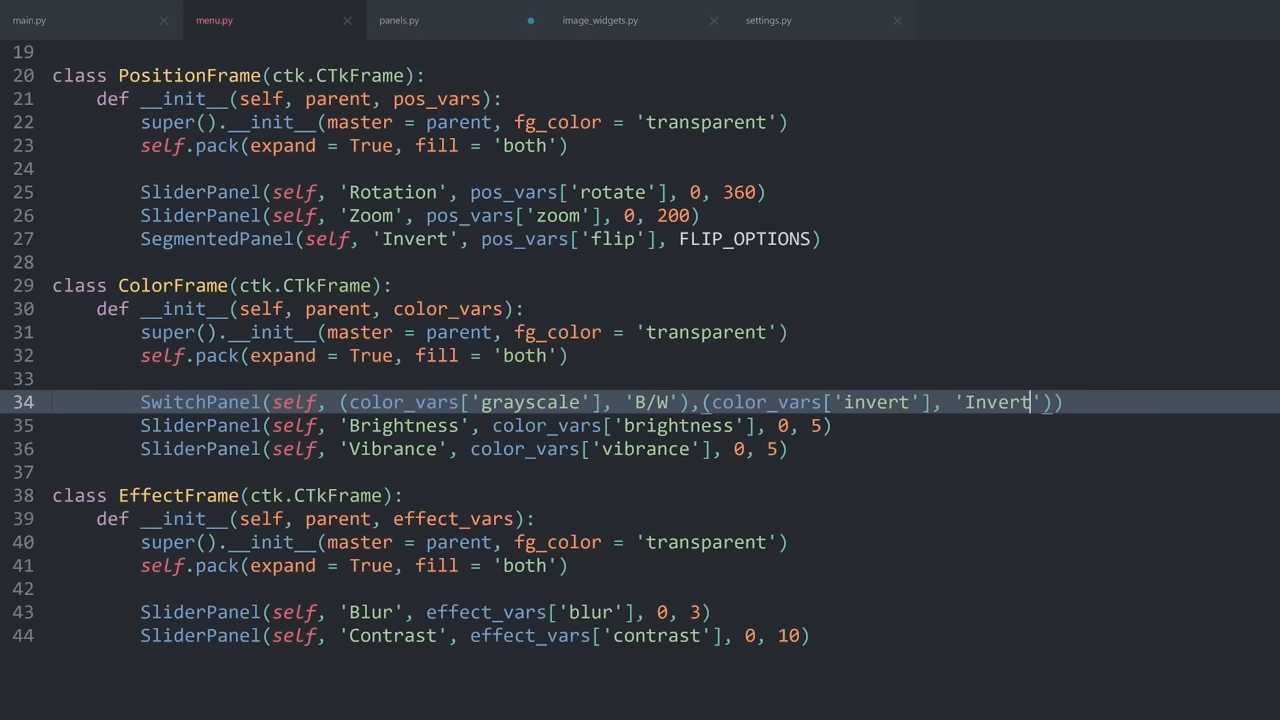 main.py menu.py panels.py image_widgets.py settings.py
19
20 class PositionFrame(ctk.CTkFrame):
21     def __init__(self, parent, pos_vars):
22         super().__init__(master = parent, fg_color = 'transparent')
23         self.pack(expand = True, fill = 'both')
24
25         SliderPanel(self, 'Rotation', pos_vars['rotate'], 0, 360)
26         SliderPanel(self, 'Zoom', pos_vars['zoom'], 0, 200)
27         SegmentedPanel(self, 'Invert', pos_vars['flip'], FLIP_OPTIONS)
28
29 class ColorFrame(ctk.CTkFrame):
30     def __init__(self, parent, color_vars):
31         super().__init__(master = parent, fg_color = 'transparent')
32         self.pack(expand = True, fill = 'both')
33
34         SwitchPanel(self, (color_vars['grayscale'], 'B/W'),(color_vars['invert'], 'Invert'))
35         SliderPanel(self, 'Brightness', color_vars['brightness'], 0, 5)
36         SliderPanel(self, 'Vibrance', color_vars['vibrance'], 0, 5)
37
38 class EffectFrame(ctk.CTkFrame):
39     def __init__(self, parent, effect_vars):
40         super().__init__(master = parent, fg_color = 'transparent')
41         self.pack(expand = True, fill = 'both')
42
43         SliderPanel(self, 'Blur', effect_vars['blur'], 0, 3)
44         SliderPanel(self, 'Contrast', effect_vars['contrast'], 0, 10)